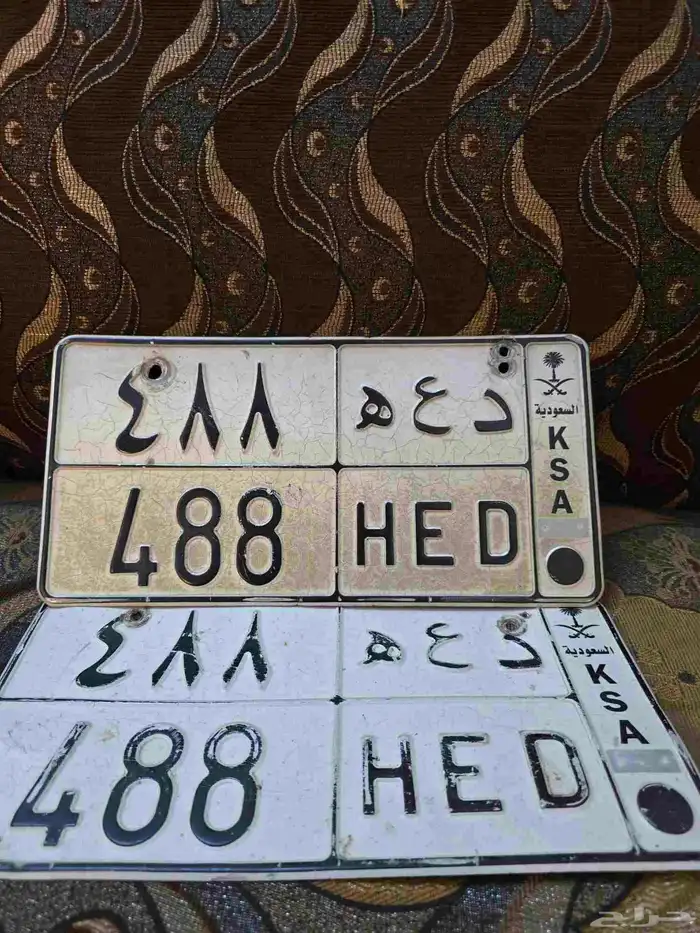 ٤٨٨ د ع ه
488 HED
السعودية
K
S
A
٤٨٨ د ع ه
488 HED
السعودية
K
S
A
حراج